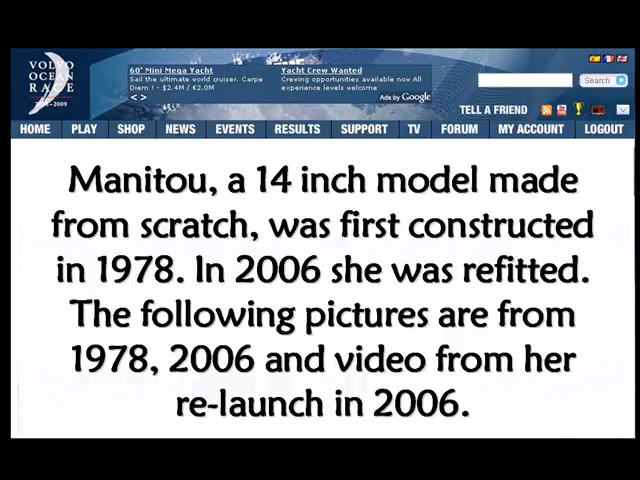 VOLVO
OCEAN
RACE
2008-2009
60' Mini Mega Yacht
Sail the ultimate world cruiser. Carpe
Diem ! - $2.4M / €2.0M
Yacht Crew Wanted
Crewing opportunities available now All
experience levels welcome
< >
Ads by Google
Search
TELL A FRIEND
HOME PLAY SHOP NEWS EVENTS RESULTS SUPPORT TV FORUM MY ACCOUNT LOGOUT
Manitou, a 14 inch model made
from scratch, was first constructed
in 1978. In 2006 she was refitted.
The following pictures are from
1978, 2006 and video from her
re-launch in 2006.